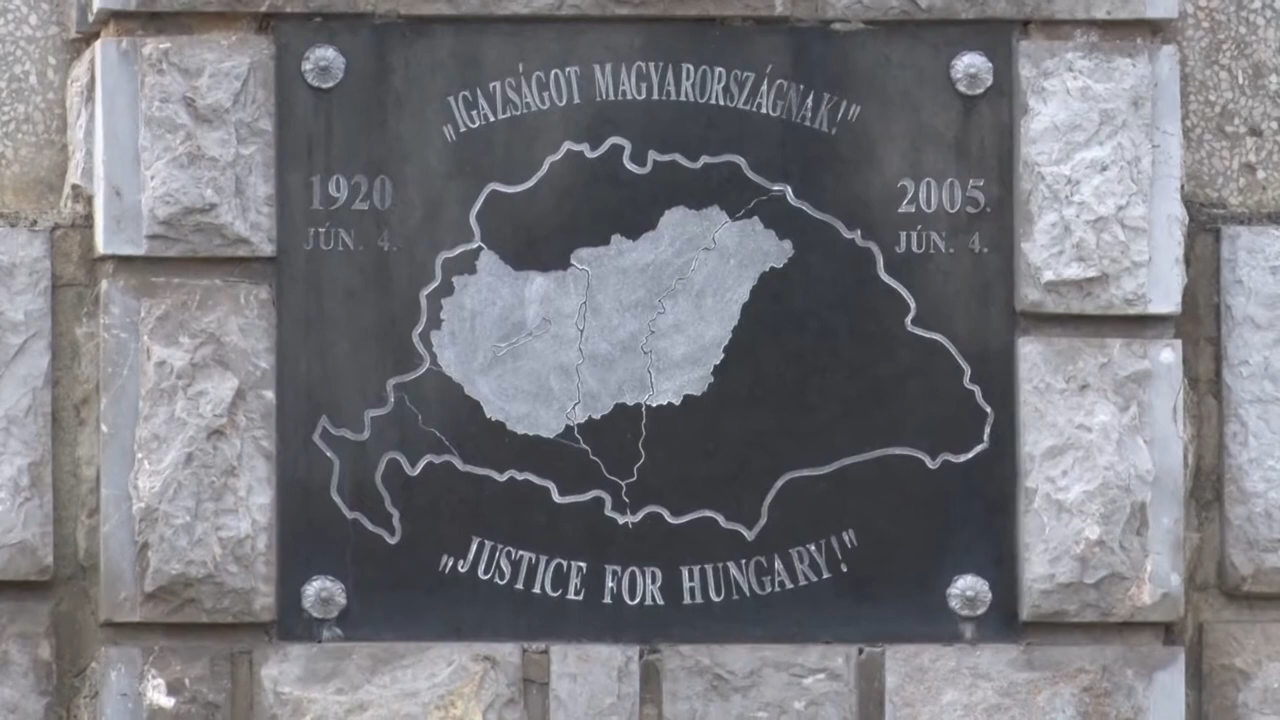 „IGAZSÁGOT MAGYARORSZÁGNAK!"
1920
JÚN. 4.
2005.
JÚN. 4.
„JUSTICE FOR HUNGARY!"